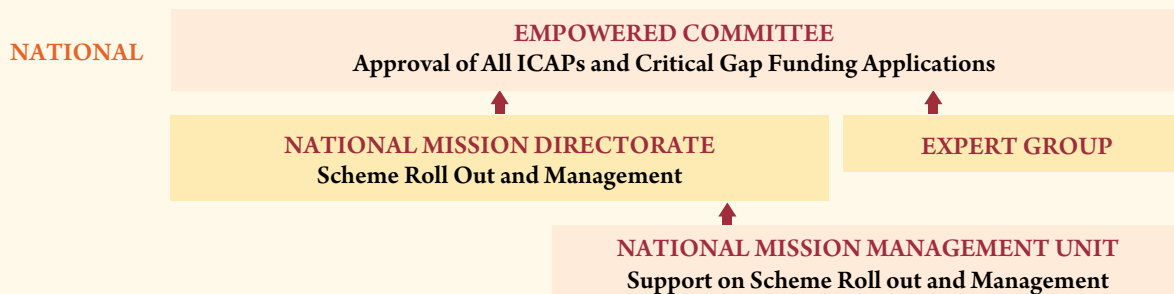 NATIONAL
EMPOWERED COMMITTEE
Approval of All ICAPs and Critical Gap Funding Applications
NATIONAL MISSION DIRECTORATE
Scheme Roll Out and Management
EXPERT GROUP
NATIONAL MISSION MANAGEMENT UNIT
Support on Scheme Roll out and Management